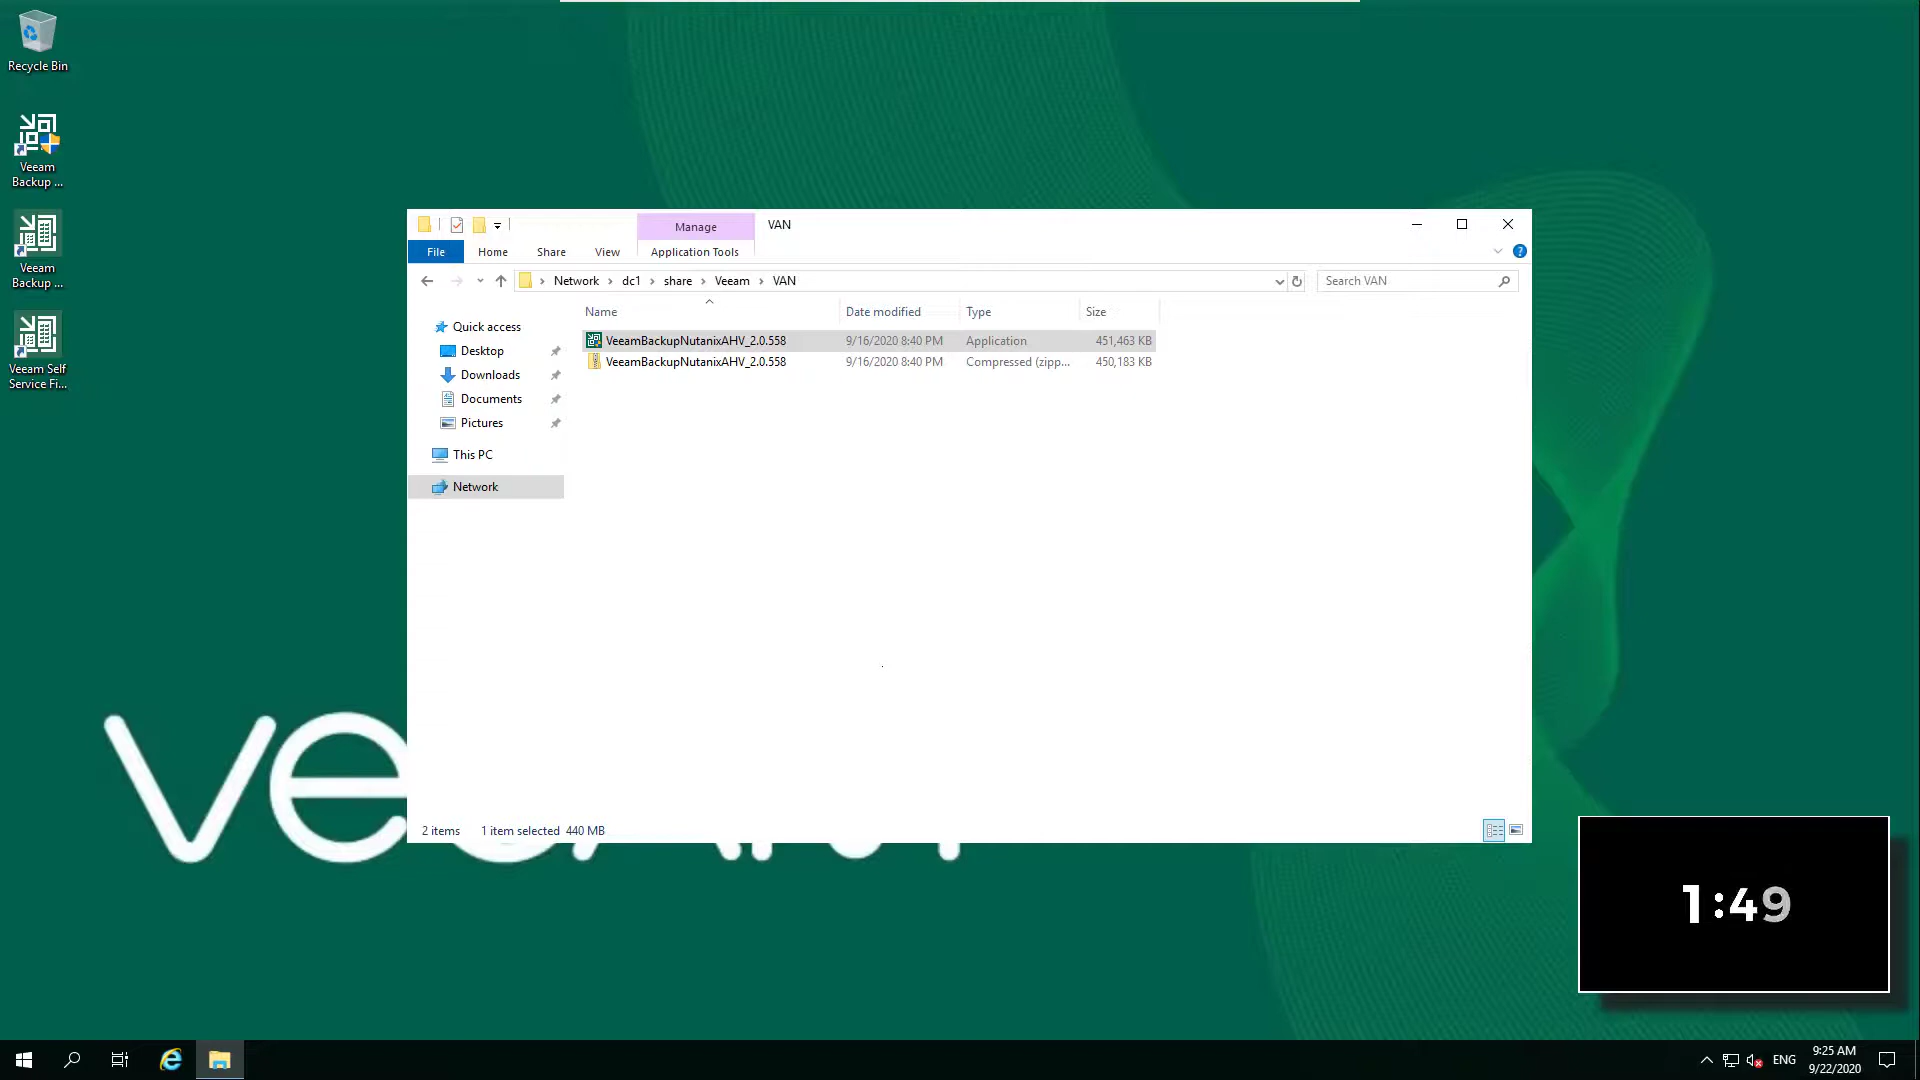 Recycle Bin
Veeam
Backup ...
Veeam
Backup ...
Veeam Self
Service Fi...
Manage
VAN
File
Home
Share
View
Application Tools
Network
dc1
share
Veeam
VAN
Search VAN
Name
Date modified
Type
Size
Quick access
Desktop
Downloads
Documents
Pictures
This PC
Network
VeeamBackupNutanixAHV_2.0.558
9/16/2020 8:40 PM
Application
451,463 KB
VeeamBackupNutanixAHV_2.0.558
9/16/2020 8:40 PM
Compressed (zipp...
450,183 KB
2 items
1 item selected 440 MB
1:49
ENG
9:25 AM
9/22/2020